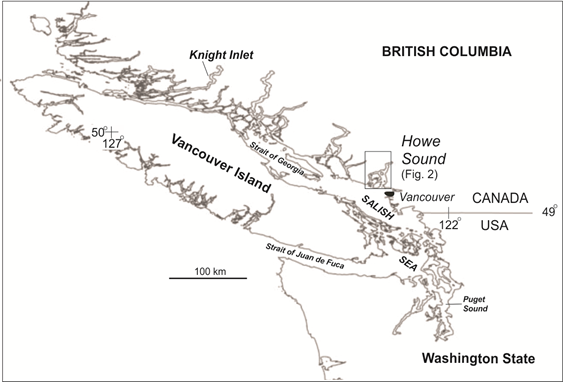 BRITISH COLUMBIA
Knight Inlet
50°
127°
Vancouver Island
Strait of Georgia
Howe
Sound
(Fig. 2)
Vancouver
CANADA
49°
122°
USA
SALISH
SEA
Strait of Juan de Fuca
100 km
Puget
Sound
Washington State